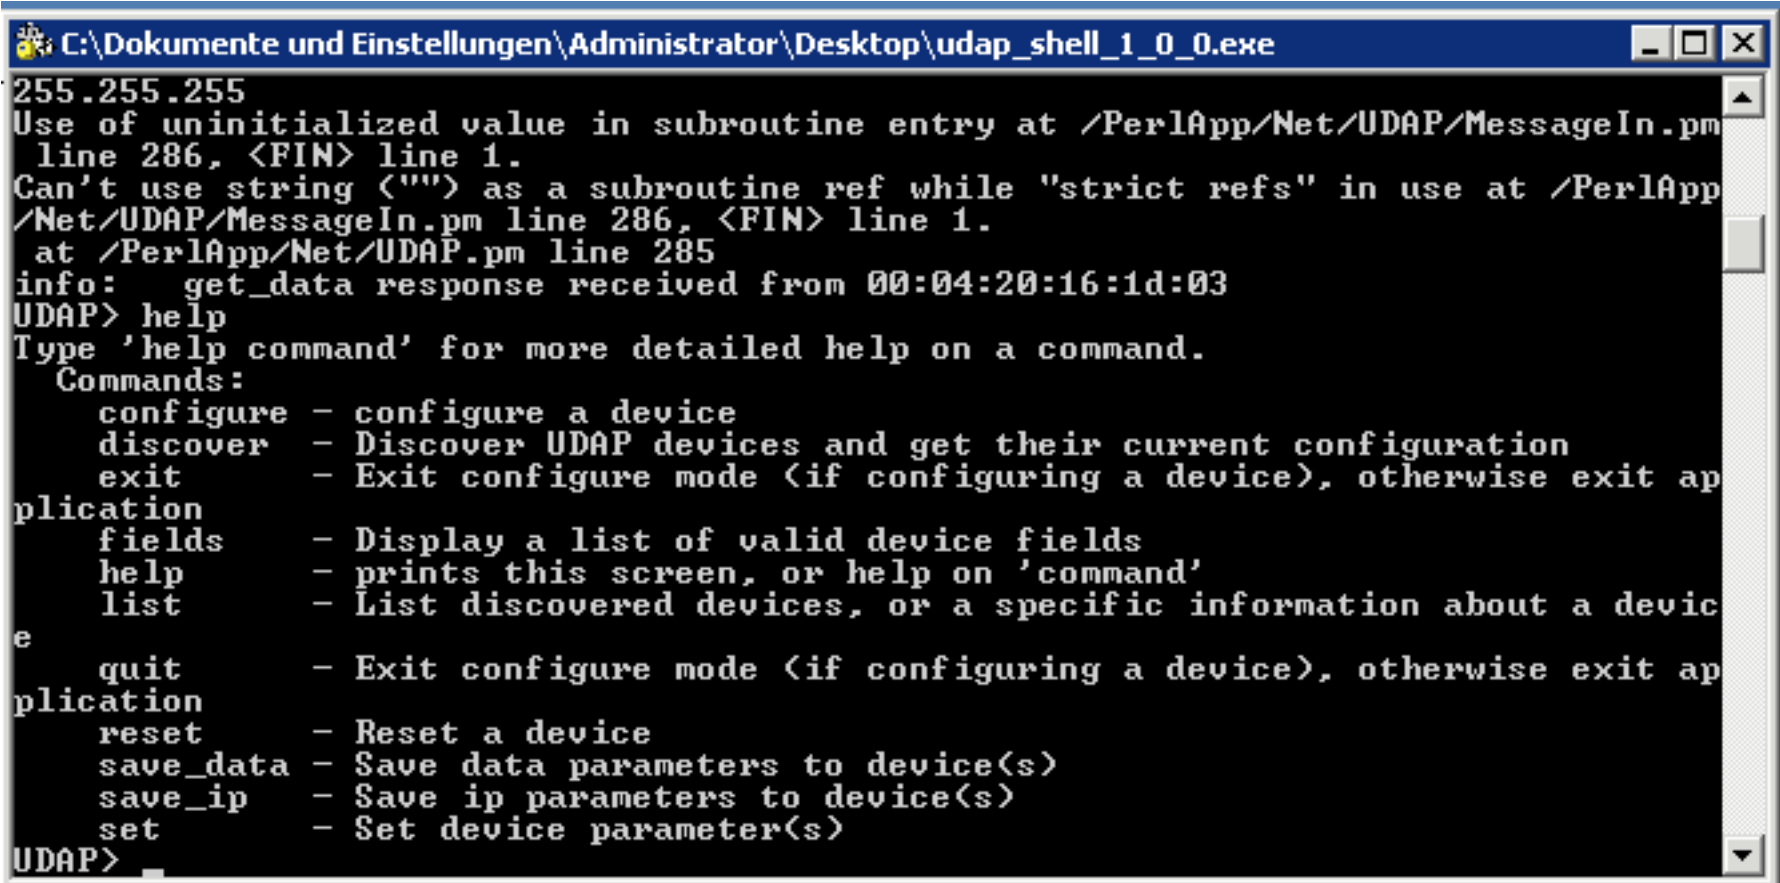 C:\Dokumente und Einstellungen\Administrator\Desktop\udap_shell_1_0_0.exe
255.255.255
Use of uninitialized value in subroutine entry at /PerlApp/Net/UDAP/MessageIn.pm
 line 286, <FIN> line 1.
Can't use string ("") as a subroutine ref while "strict refs" in use at /PerlApp
/Net/UDAP/MessageIn.pm line 286, <FIN> line 1.
 at /PerlApp/Net/UDAP.pm line 285
info:   get_data response received from 00:04:20:16:1d:03
UDAP> help
Type 'help command' for more detailed help on a command.
  Commands:
    configure - configure a device
    discover  - Discover UDAP devices and get their current configuration
    exit      - Exit configure mode (if configuring a device), otherwise exit ap
plication
    fields    - Display a list of valid device fields
    help      - prints this screen, or help on 'command'
    list      - List discovered devices, or a specific information about a devic
e
    quit      - Exit configure mode (if configuring a device), otherwise exit ap
plication
    reset     - Reset a device
    save_data - Save data parameters to device(s)
    save_ip   - Save ip parameters to device(s)
    set       - Set device parameter(s)
UDAP> _